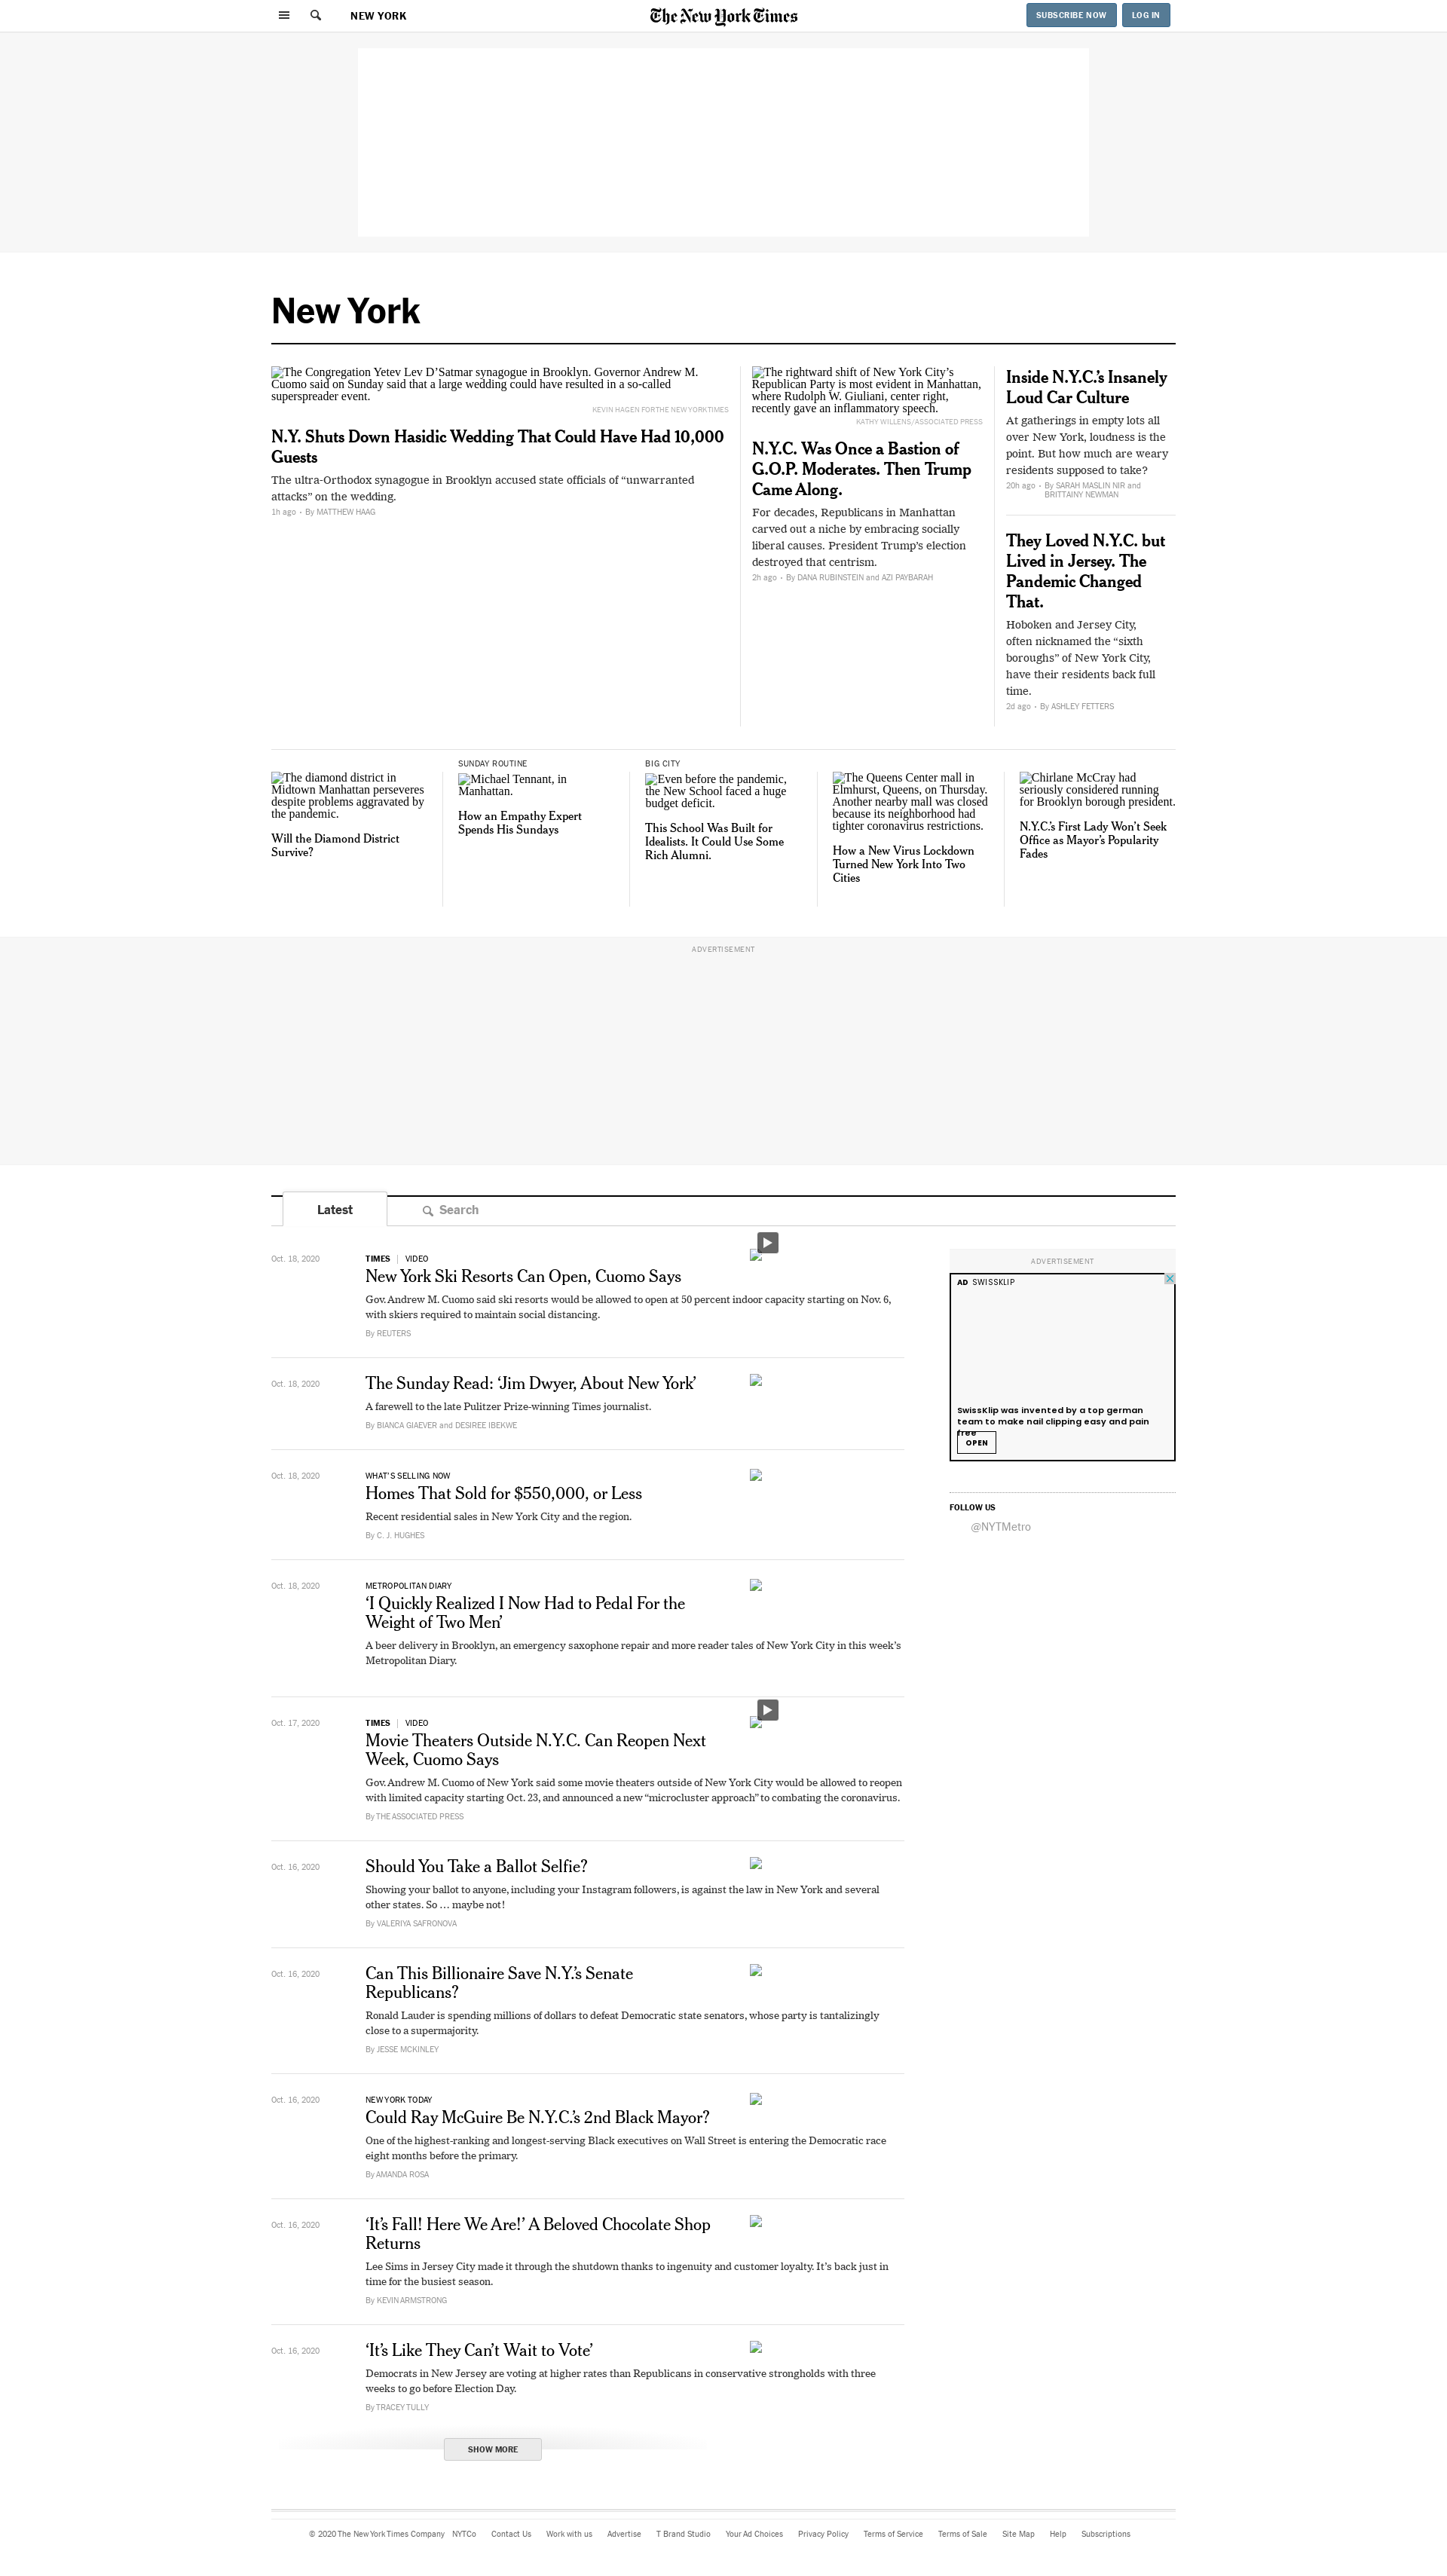 NEW YORK
The New York Times
SUBSCRIBE NOW
LOG IN
New York
The Congregation Yetev Lev D’Satmar synagogue in Brooklyn. Governor Andrew M.
Cuomo said on Sunday said that a large wedding could have resulted in a so-called
superspreader event.
KEVIN HAGEN FOR THE NEW YORK TIMES
N.Y. Shuts Down Hasidic Wedding That Could Have Had 10,000
Guests
The ultra-Orthodox synagogue in Brooklyn accused state officials of “unwarranted
attacks” on the wedding.
1h ago • By MATTHEW HAAG
The rightward shift of New York City’s
Republican Party is most evident in Manhattan,
where Rudolph W. Giuliani, center right,
recently gave an inflammatory speech.
KATHY WILLENS/ASSOCIATED PRESS
N.Y.C. Was Once a Bastion of
G.O.P. Moderates. Then Trump
Came Along.
For decades, Republicans in Manhattan
carved out a niche by embracing socially
liberal causes. President Trump’s election
destroyed that centrism.
2h ago • By DANA RUBINSTEIN and AZI PAYBARAH
Inside N.Y.C.’s Insanely
Loud Car Culture
At gatherings in empty lots all
over New York, loudness is the
point. But how much are weary
residents supposed to take?
20h ago • By SARAH MASLIN NIR and
BRITTAINY NEWMAN
They Loved N.Y.C. but
Lived in Jersey. The
Pandemic Changed
That.
Hoboken and Jersey City,
often nicknamed the “sixth
boroughs” of New York City,
have their residents back full
time.
2d ago • By ASHLEY FETTERS
The diamond district in
Midtown Manhattan perseveres
despite problems aggravated by
the pandemic.
Will the Diamond District
Survive?
SUNDAY ROUTINE
Michael Tennant, in
Manhattan.
How an Empathy Expert
Spends His Sundays
BIG CITY
Even before the pandemic,
the New School faced a huge
budget deficit.
This School Was Built for
Idealists. It Could Use Some
Rich Alumni.
The Queens Center mall in
Elmhurst, Queens, on Thursday.
Another nearby mall was closed
because its neighborhood had
tighter coronavirus restrictions.
How a New Virus Lockdown
Turned New York Into Two
Cities
Chirlane McCray had
seriously considered running
for Brooklyn borough president.
N.Y.C.’s First Lady Won’t Seek
Office as Mayor’s Popularity
Fades
ADVERTISEMENT
Latest
Search
Oct. 18, 2020
TIMES | VIDEO
New York Ski Resorts Can Open, Cuomo Says
Gov. Andrew M. Cuomo said ski resorts would be allowed to open at 50 percent indoor capacity starting on Nov. 6,
with skiers required to maintain social distancing.
By REUTERS
Oct. 18, 2020
The Sunday Read: ‘Jim Dwyer, About New York’
A farewell to the late Pulitzer Prize-winning Times journalist.
By BIANCA GIAEVER and DESIREE IBEKWE
Oct. 18, 2020
WHAT’S SELLING NOW
Homes That Sold for $550,000, or Less
Recent residential sales in New York City and the region.
By C. J. HUGHES
Oct. 18, 2020
METROPOLITAN DIARY
‘I Quickly Realized I Now Had to Pedal For the
Weight of Two Men’
A beer delivery in Brooklyn, an emergency saxophone repair and more reader tales of New York City in this week’s
Metropolitan Diary.
Oct. 17, 2020
TIMES | VIDEO
Movie Theaters Outside N.Y.C. Can Reopen Next
Week, Cuomo Says
Gov. Andrew M. Cuomo of New York said some movie theaters outside of New York City would be allowed to reopen
with limited capacity starting Oct. 23, and announced a new “microcluster approach” to combating the coronavirus.
By THE ASSOCIATED PRESS
Oct. 16, 2020
Should You Take a Ballot Selfie?
Showing your ballot to anyone, including your Instagram followers, is against the law in New York and several
other states. So … maybe not!
By VALERIYA SAFRONOVA
Oct. 16, 2020
Can This Billionaire Save N.Y.’s Senate
Republicans?
Ronald Lauder is spending millions of dollars to defeat Democratic state senators, whose party is tantalizingly
close to a supermajority.
By JESSE MCKINLEY
Oct. 16, 2020
NEW YORK TODAY
Could Ray McGuire Be N.Y.C.’s 2nd Black Mayor?
One of the highest-ranking and longest-serving Black executives on Wall Street is entering the Democratic race
eight months before the primary.
By AMANDA ROSA
Oct. 16, 2020
‘It’s Fall! Here We Are!’ A Beloved Chocolate Shop
Returns
Lee Sims in Jersey City made it through the shutdown thanks to ingenuity and customer loyalty. It’s back just in
time for the busiest season.
By KEVIN ARMSTRONG
Oct. 16, 2020
‘It’s Like They Can’t Wait to Vote’
Democrats in New Jersey are voting at higher rates than Republicans in conservative strongholds with three
weeks to go before Election Day.
By TRACEY TULLY
SHOW MORE
ADVERTISEMENT
AD SWISSKLIP
SwissKlip was invented by a top german
team to make nail clipping easy and pain
free
OPEN
FOLLOW US
@NYTMetro
© 2020 The New York Times Company NYTCo Contact Us Work with us Advertise T Brand Studio Your Ad Choices Privacy Policy Terms of Service Terms of Sale Site Map Help Subscriptions